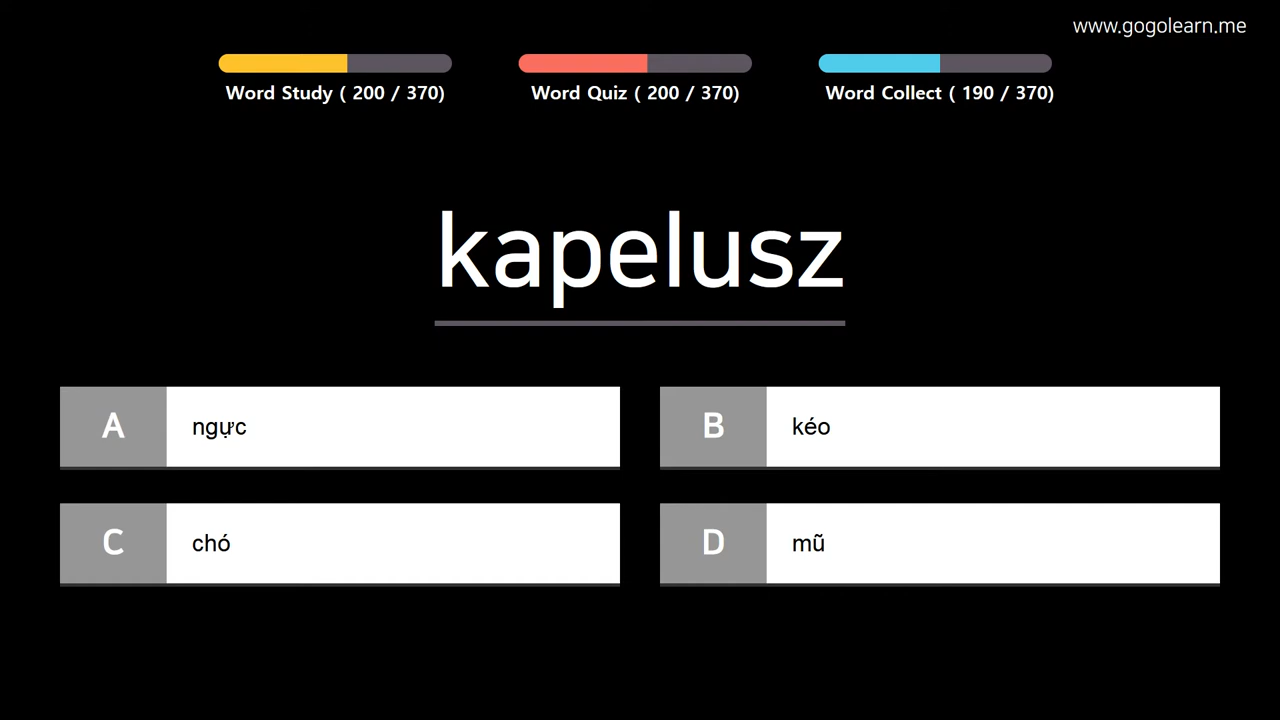 www.gogolearn.me
Word Study ( 200 / 370)
Word Quiz ( 200 / 370)
Word Collect ( 190 / 370)
kapelusz
A ngực
B kéo
C chó
D mũ